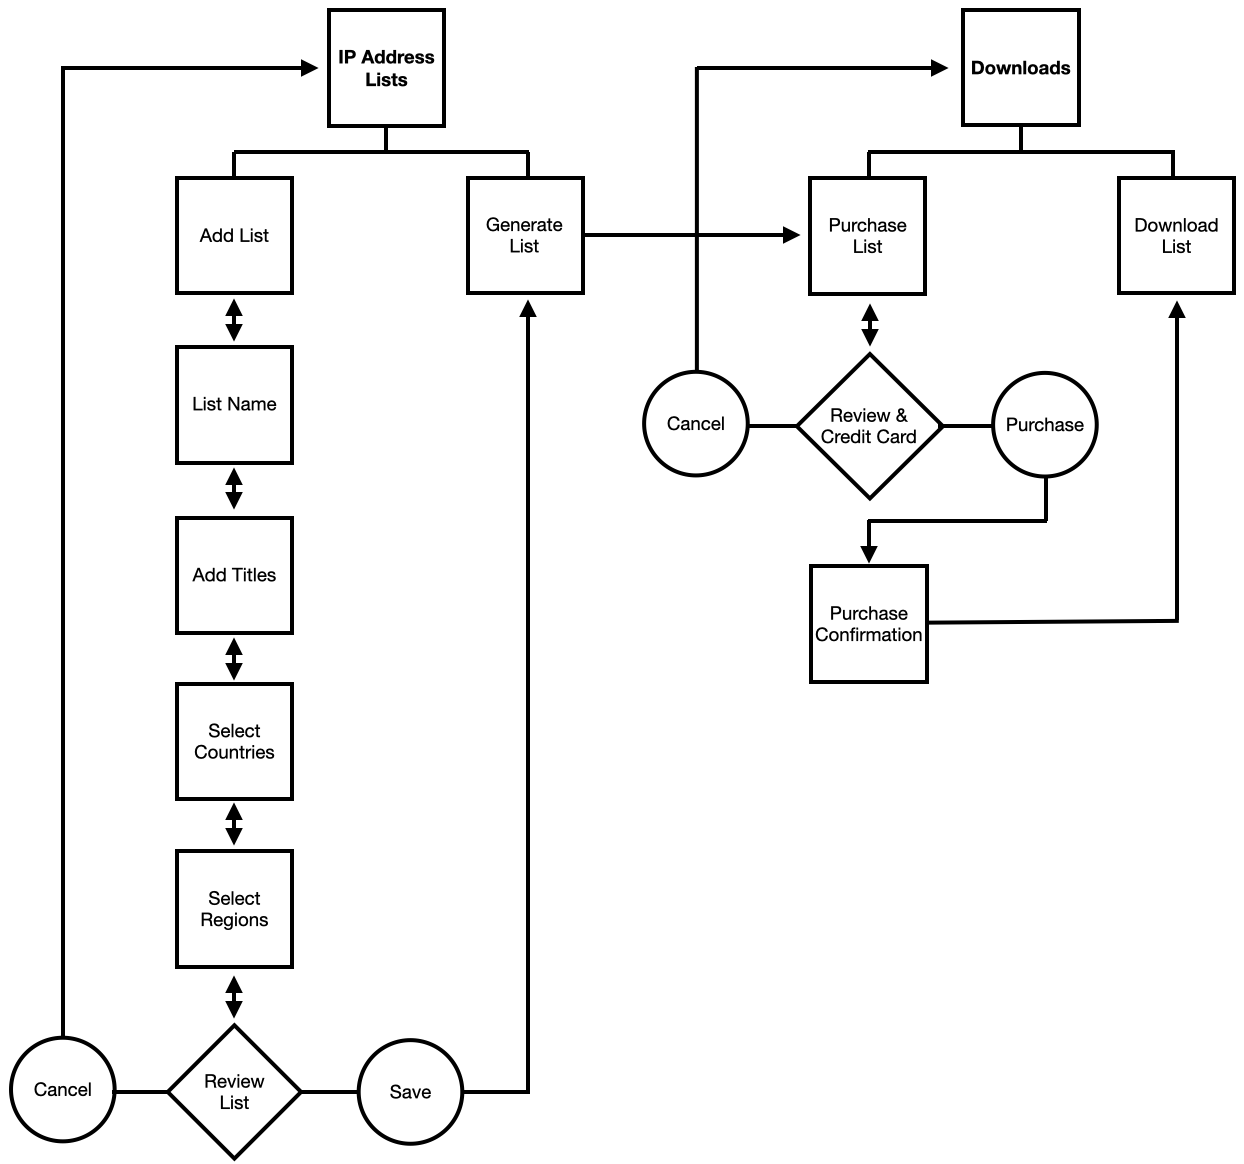 IP Address
Lists
Downloads
Add List
Generate
List
Purchase
List
Download
List
List Name
Cancel
Review &
Credit Card
Purchase
Add Titles
Purchase
Confirmation
Select
Countries
Select
Regions
Cancel
Review
List
Save